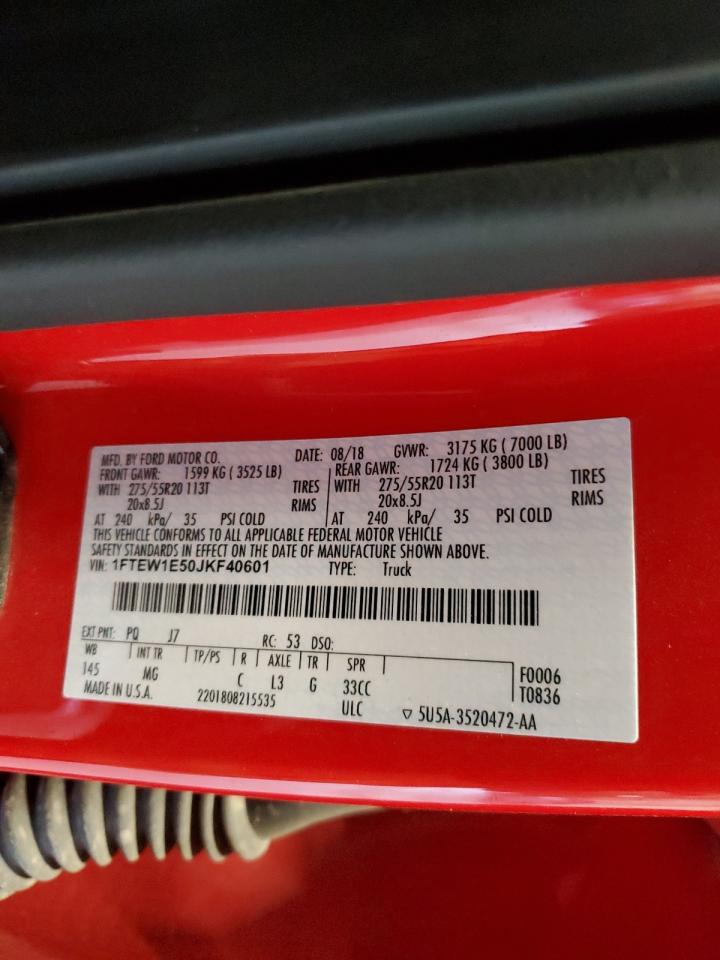 MFD. BY FORD MOTOR CO. DATE: 08/18 GVWR: 3175 KG ( 7000 LB)
FRONT GAWR: 1599 KG ( 3525 LB) REAR GAWR: 1724 KG ( 3800 LB)
WITH 275/55R20 113T TIRES WITH 275/55R20 113T TIRES
20x8.5J RIMS 20x8.5J RIMS
AT 240 kPa/ 35 PSI COLD AT 240 kPa/ 35 PSI COLD
THIS VEHICLE CONFORMS TO ALL APPLICABLE FEDERAL MOTOR VEHICLE
SAFETY STANDARDS IN EFFECT ON THE DATE OF MANUFACTURE SHOWN ABOVE.
VIN: 1FTEW1E50JKF40601 TYPE: Truck
EXT PNT: PQ J7 RC: 53 DSO:
WB INT TR TP/PS R AXLE TR SPR F0006
145 MG C L3 G 33CC T0836
MADE IN U.S.A. 2201808215535 ULC ▽ 5U5A-3520472-AA